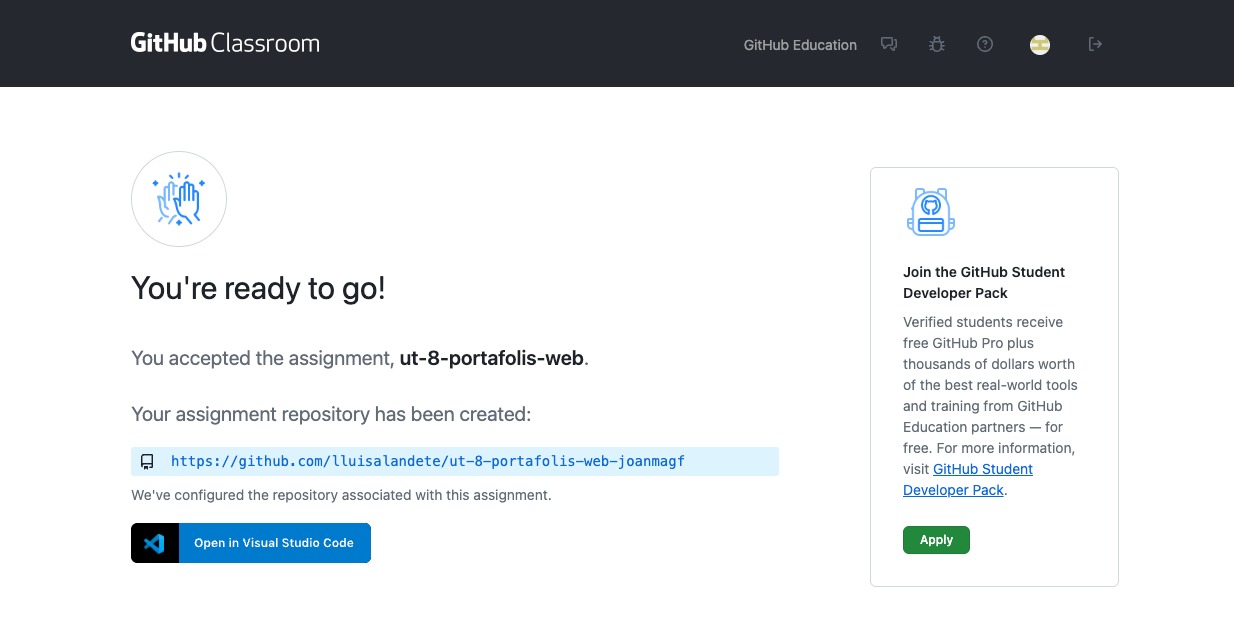 GitHub Classroom
GitHub Education
You're ready to go!
You accepted the assignment, ut-8-portafolis-web.
Your assignment repository has been created:
https://github.com/lluisalandete/ut-8-portafolis-web-joanmagf
We've configured the repository associated with this assignment.
Open in Visual Studio Code
Join the GitHub Student
Developer Pack
Verified students receive
free GitHub Pro plus
thousands of dollars worth
of the best real-world tools
and training from GitHub
Education partners — for
free. For more information,
visit GitHub Student
Developer Pack.
Apply